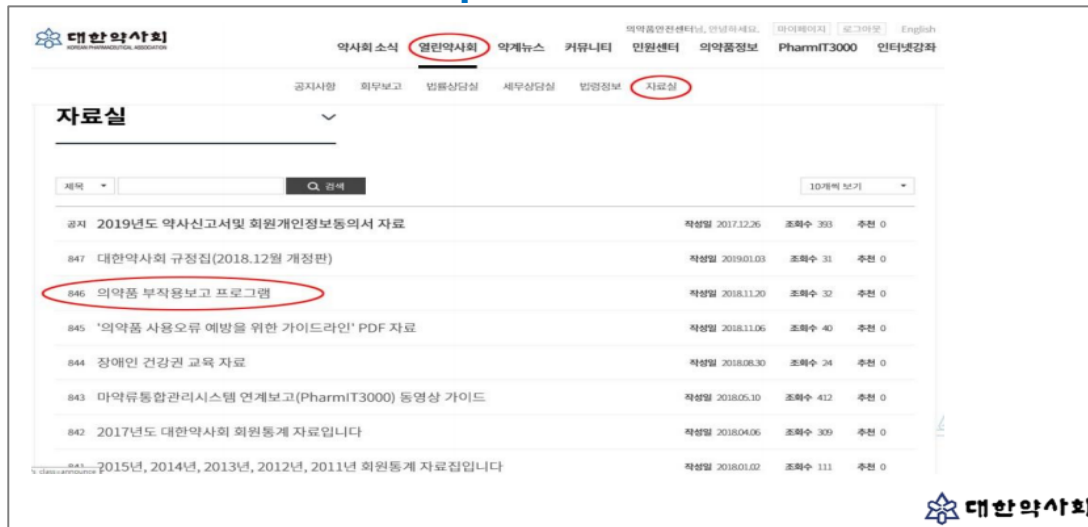 대한약사회
KOREAN PHARMACEUTICAL ASSOCIATION
의약품안전센터님, 안녕하세요. 마이페이지 로그아웃 English
약사회 소식 열린약사회 약계뉴스 커뮤니티 민원센터 의약품정보 PharmIT3000 인터넷강좌
공지사항 회무보고 법률상담실 세무상담실 법령정보 자료실
자료실
제목 검색 10개씩 보기
공지 2019년도 약사신고서및 회원개인정보동의서 자료 작성일 2017.12.26 조회수 393 추천 0
847 대한약사회 규정집(2018.12월 개정판) 작성일 2019.01.03 조회수 31 추천 0
846 의약품 부작용보고 프로그램 작성일 2018.11.20 조회수 32 추천 0
845 '의약품 사용오류 예방을 위한 가이드라인' PDF 자료 작성일 2018.11.06 조회수 40 추천 0
844 장애인 건강권 교육 자료 작성일 2018.08.30 조회수 24 추천 0
843 마약류통합관리시스템 연계보고(PharmIT3000) 동영상 가이드 작성일 2018.05.10 조회수 412 추천 0
842 2017년도 대한약사회 회원통계 자료입니다 작성일 2018.04.06 조회수 309 추천 0
841 2015년, 2014년, 2013년, 2012년, 2011년 회원통계 자료집입니다 작성일 2018.01.02 조회수 111 추천 0
대한약사회